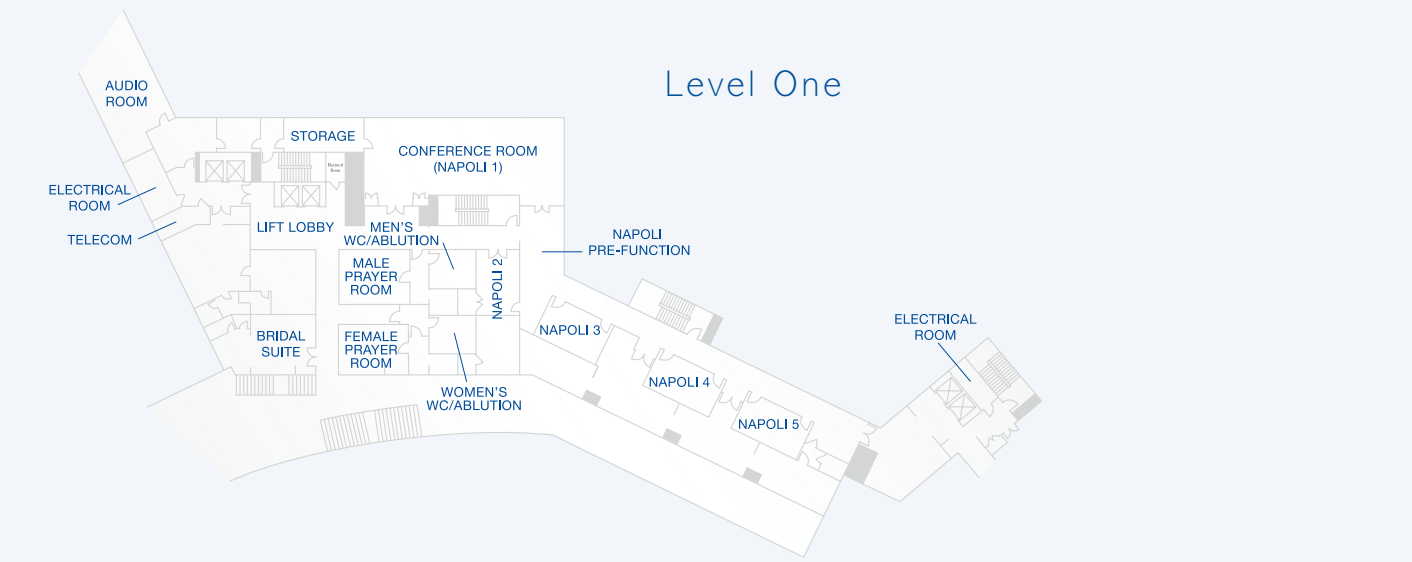 Level One
AUDIO
ROOM
STORAGE
CONFERENCE ROOM
(NAPOLI 1)
Electrical
Room
ELECTRICAL
ROOM
TELECOM
LIFT LOBBY
MEN'S
WC/ABLUTION
NAPOLI
PRE-FUNCTION
MALE
PRAYER
ROOM
NAPOLI 2
BRIDAL
SUITE
FEMALE
PRAYER
ROOM
NAPOLI 3
ELECTRICAL
ROOM
WOMEN'S
WC/ABLUTION
NAPOLI 4
NAPOLI 5